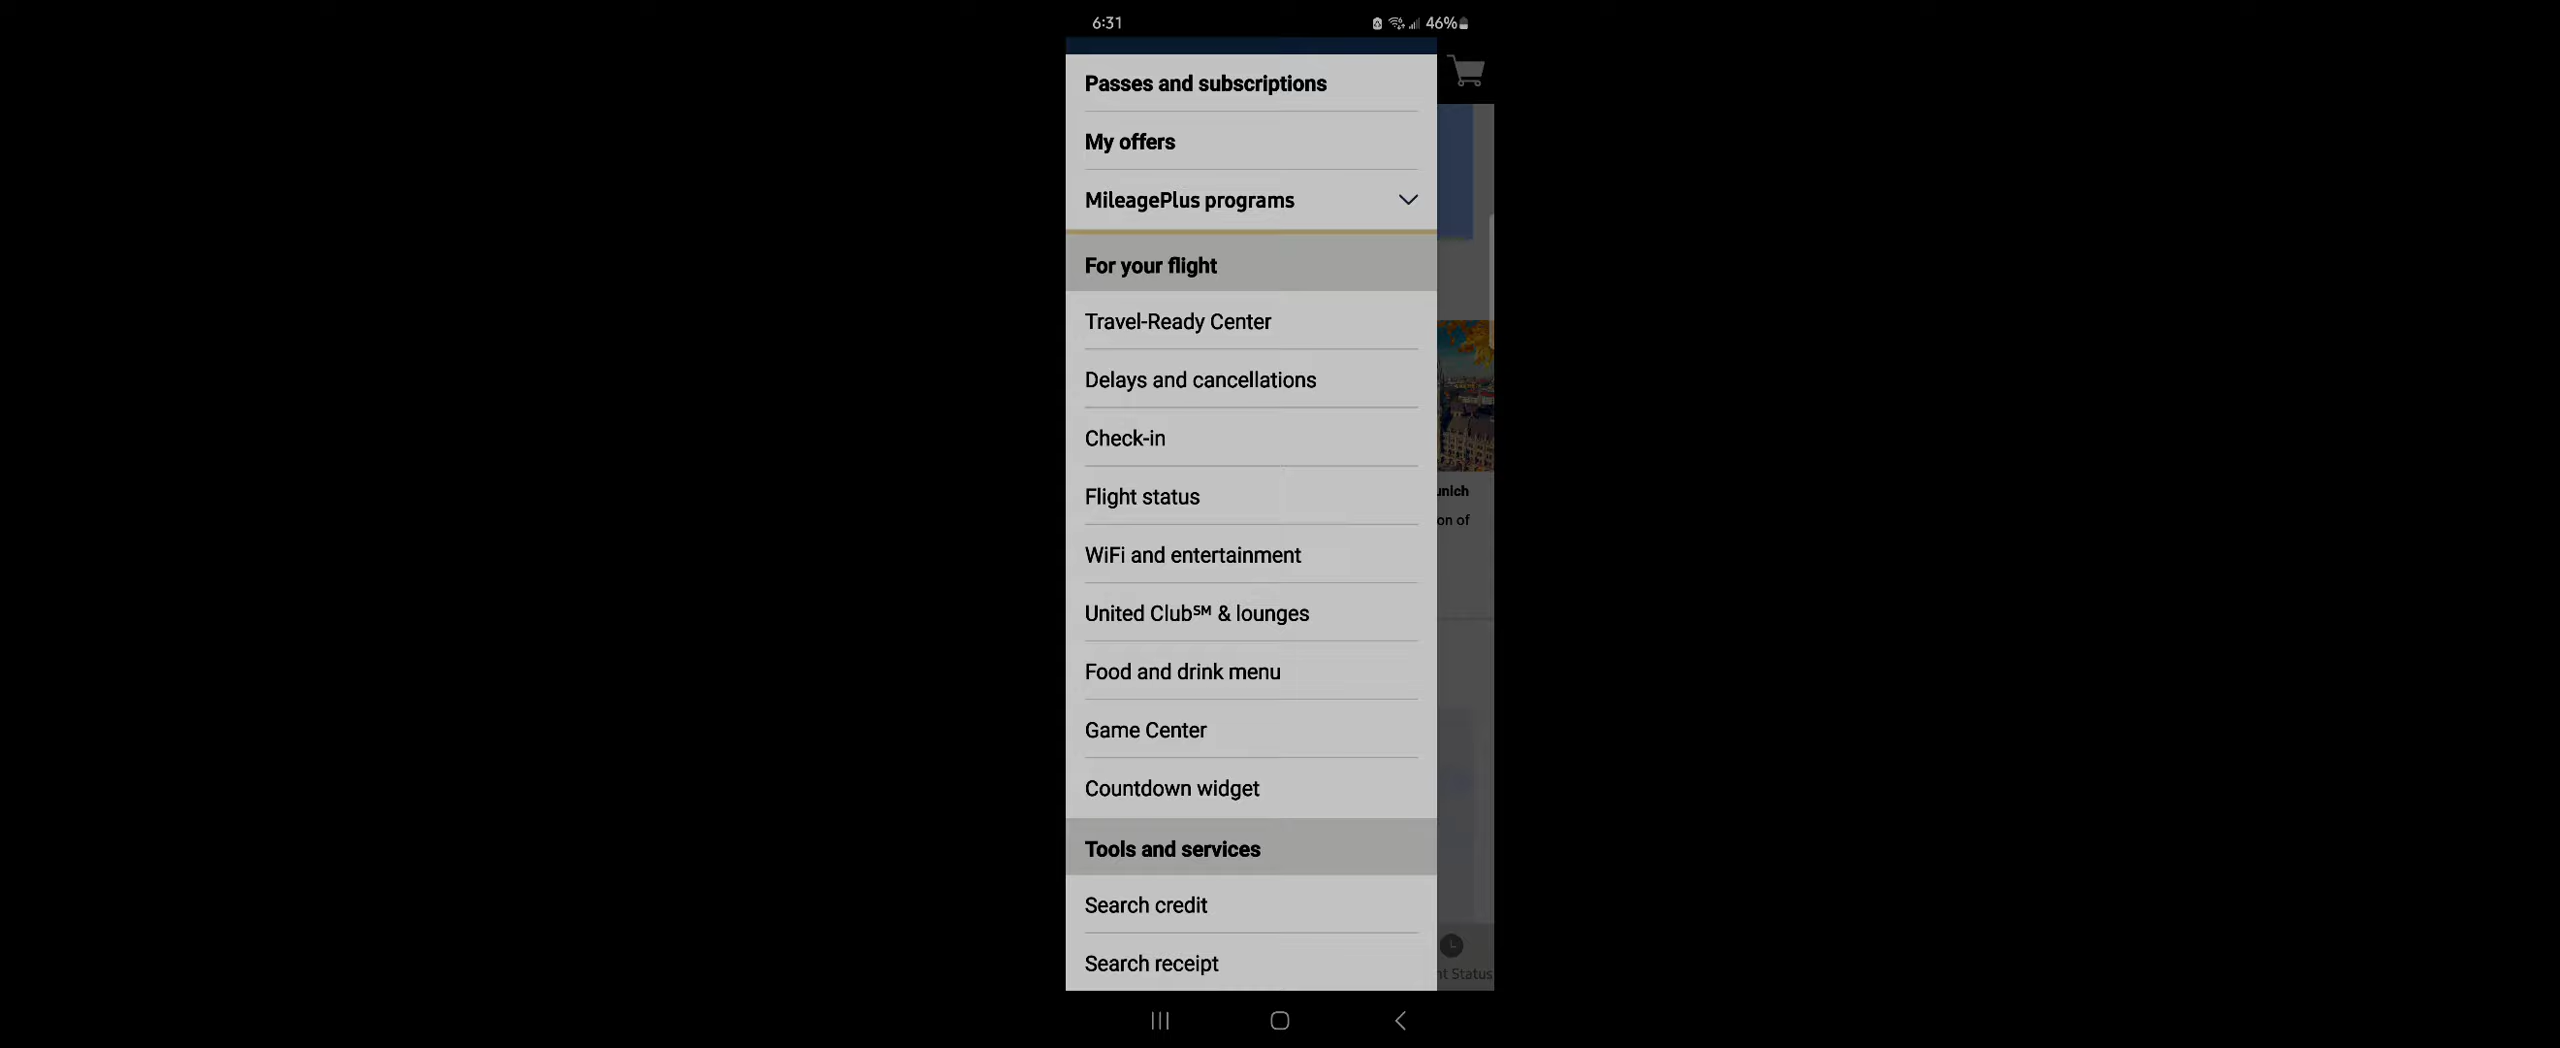 6:31
46%
Passes and subscriptions
My offers
MileagePlus programs
For your flight
Travel-Ready Center
Delays and cancellations
Check-in
Flight status
unich
on of
WiFi and entertainment
United Club℠ & lounges
Food and drink menu
Game Center
Countdown widget
Tools and services
Search credit
Search receipt
nt Status